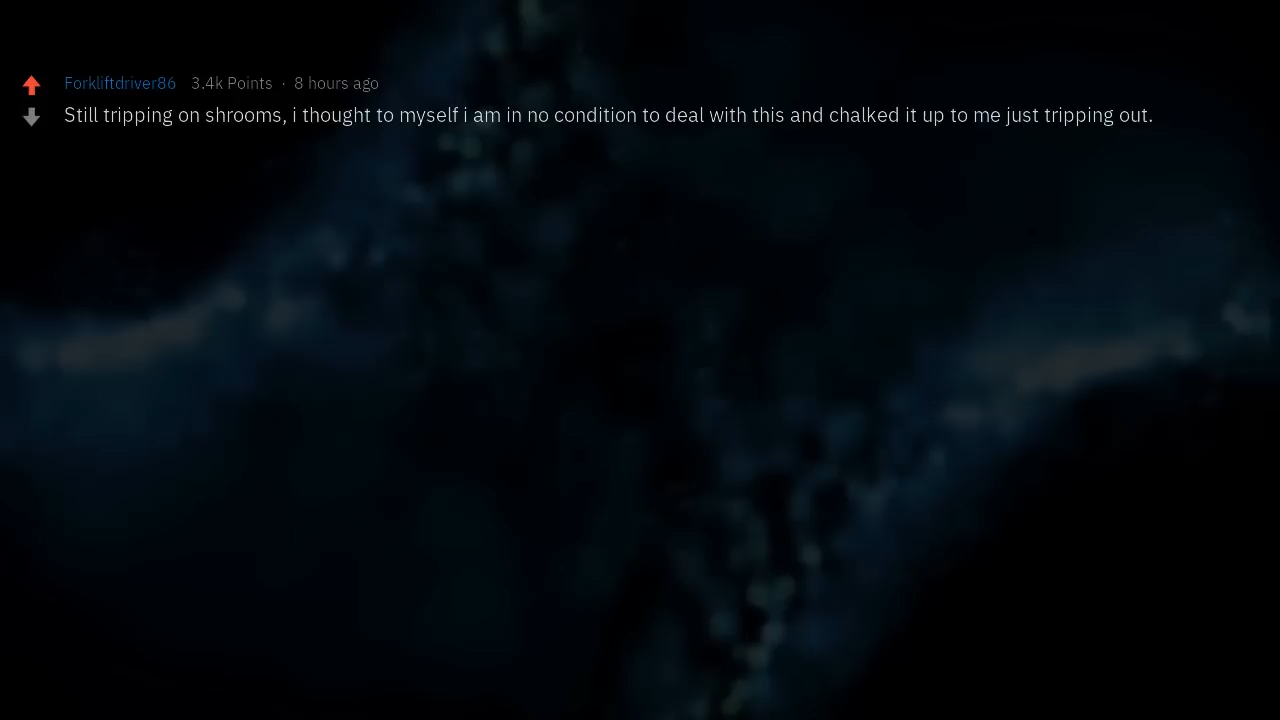 Forkliftdriver86 3.4k Points · 8 hours ago
Still tripping on shrooms, i thought to myself i am in no condition to deal with this and chalked it up to me just tripping out.